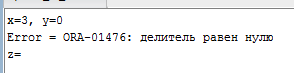 x=3, y=0
Error = ORA-01476: делитель равен нулю
z=